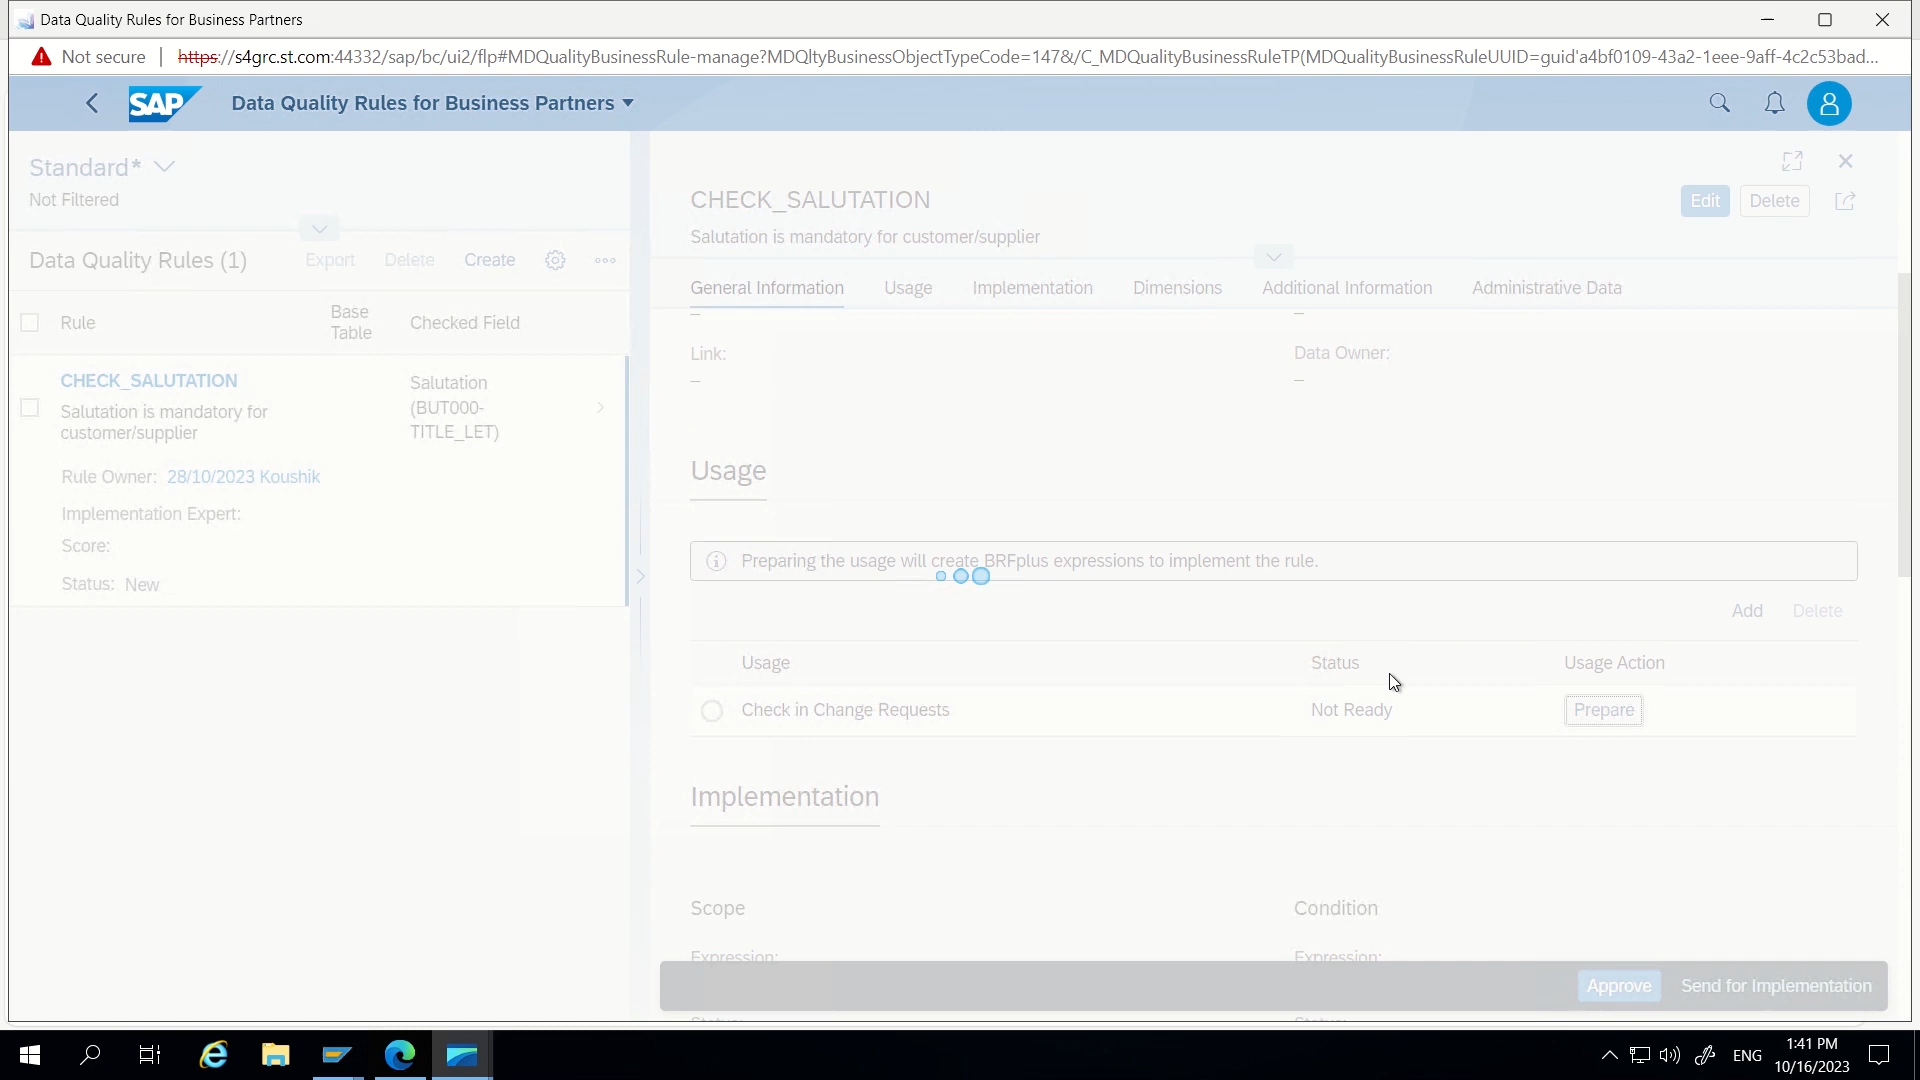 Data Quality Rules for Business Partners
Not secure | https://s4grc.st.com:44332/sap/bc/ui2/flp#MDQualityBusinessRule-manage?MDQltyBusinessObjectTypeCode=147&/C_MDQualityBusinessRuleTP(MDQualityBusinessRuleUUID=guid'a4bf0109-43a2-1eee-9aff-4c2c53bad...
SAP Data Quality Rules for Business Partners
Standard*
Not Filtered
Data Quality Rules (1) Export Delete Create
Rule Base Table Checked Field
CHECK_SALUTATION
Salutation is mandatory for
customer/supplier
Salutation
(BUT000-
TITLE_LET)
Rule Owner: 28/10/2023 Koushik
Implementation Expert:
Score:
Status: New
CHECK_SALUTATION
Edit Delete
Salutation is mandatory for customer/supplier
General Information Usage Implementation Dimensions Additional Information Administrative Data
– –
Link: Data Owner:
– –
Usage
Preparing the usage will create BRFplus expressions to implement the rule.
Add Delete
Usage Status Usage Action
Check in Change Requests Not Ready Prepare
Implementation
Scope Condition
Expression: Expression:
Approve Send for Implementation
Status: Status:
ENG
1:41 PM
10/16/2023